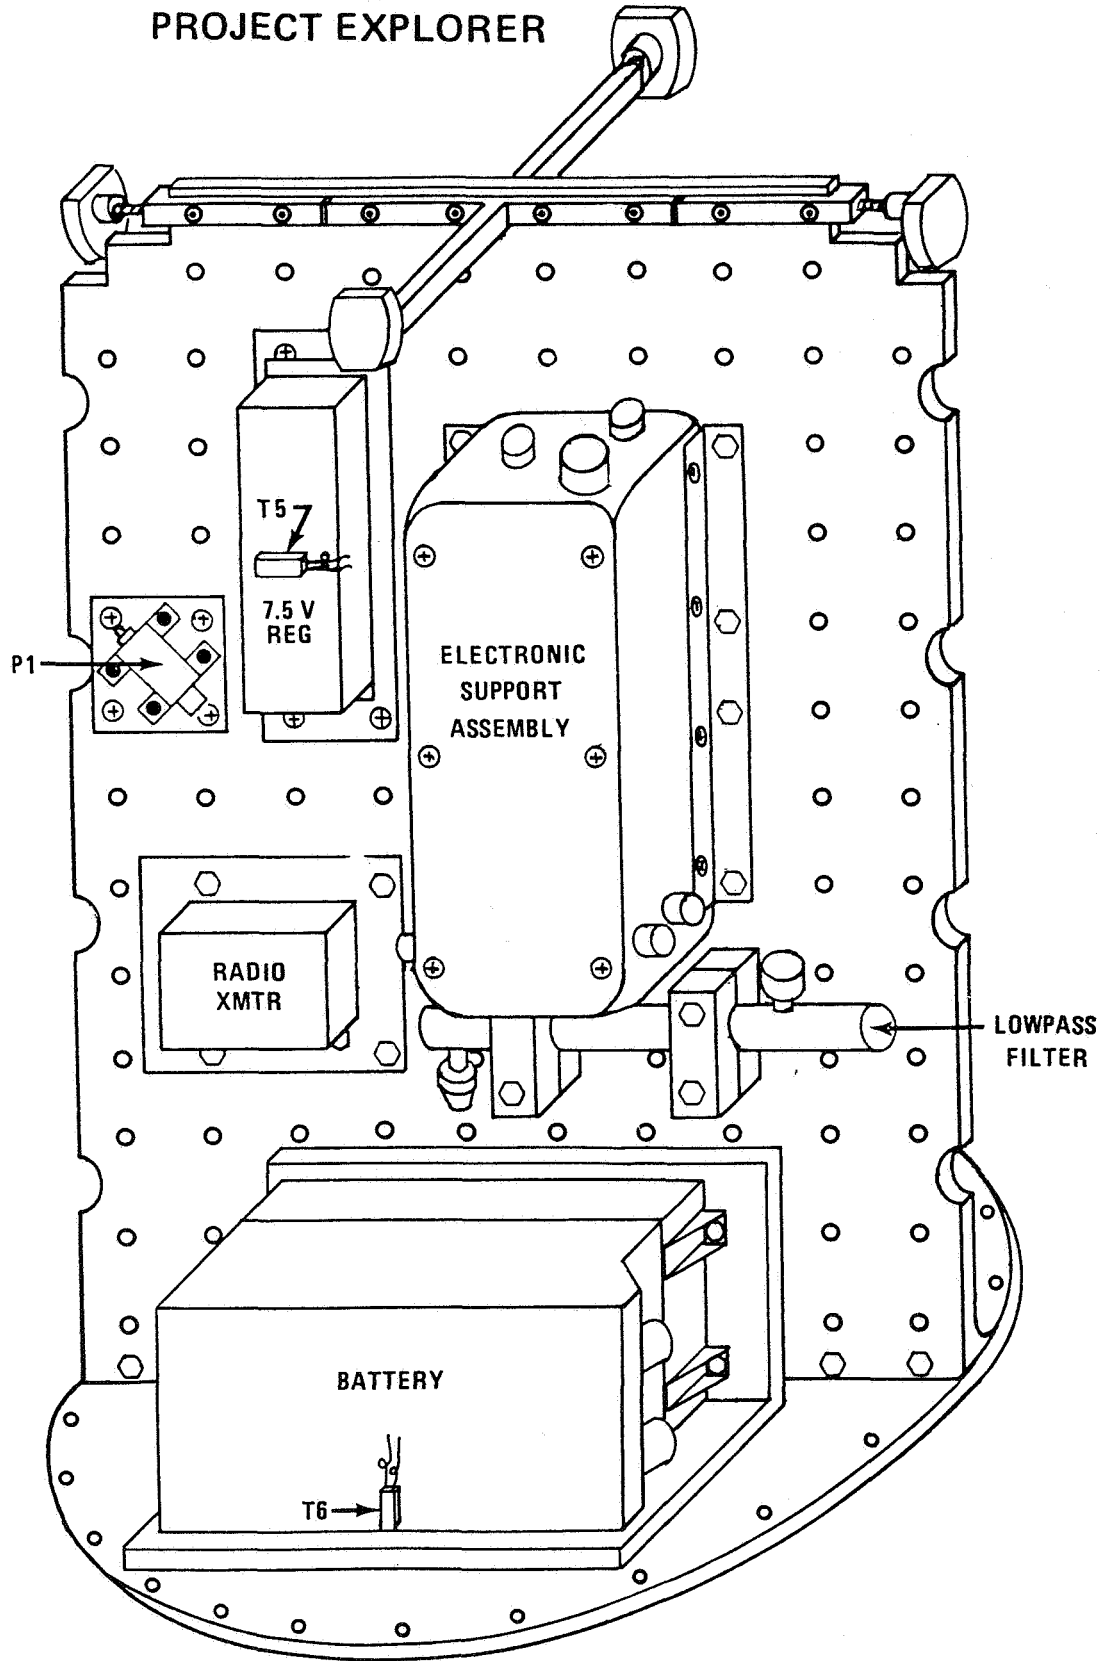 PROJECT EXPLORER
T5
7.5 V
REG
P1
ELECTRONIC
SUPPORT
ASSEMBLY
RADIO
XMTR
LOWPASS
FILTER
BATTERY
T6